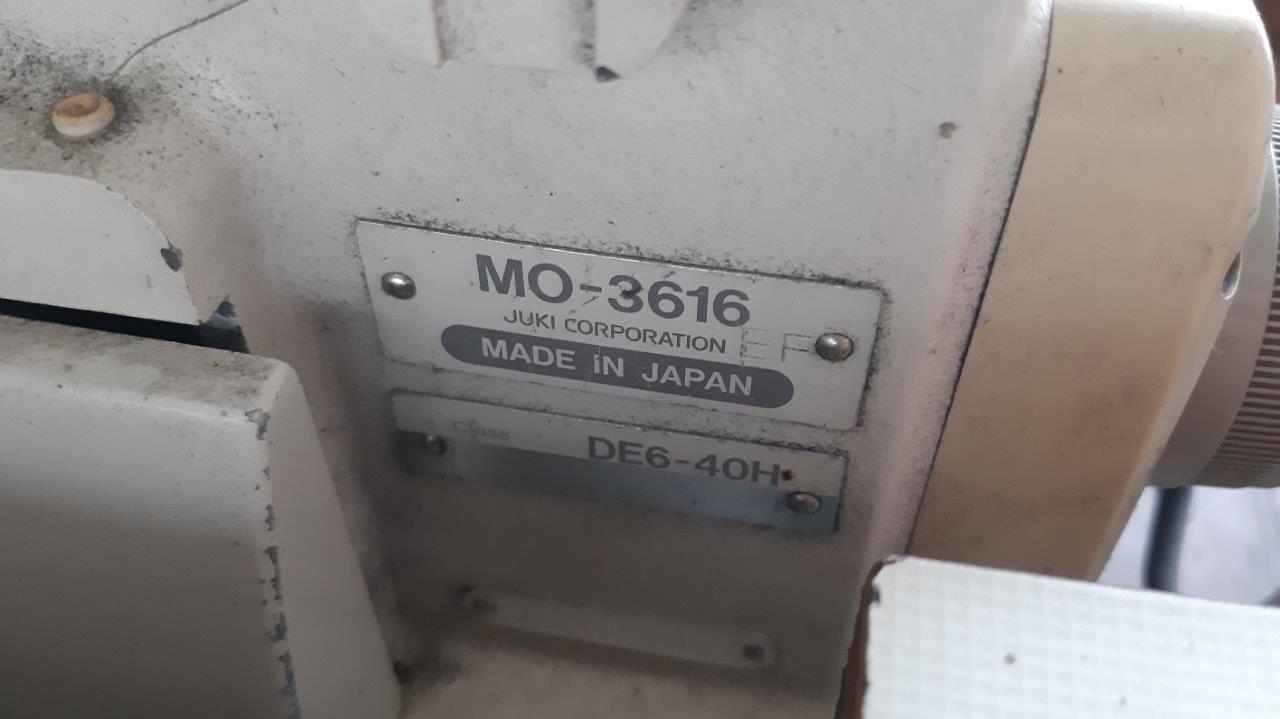 MO-3616
JUKI CORPORATION
MADE IN JAPAN
Class DE6-40H